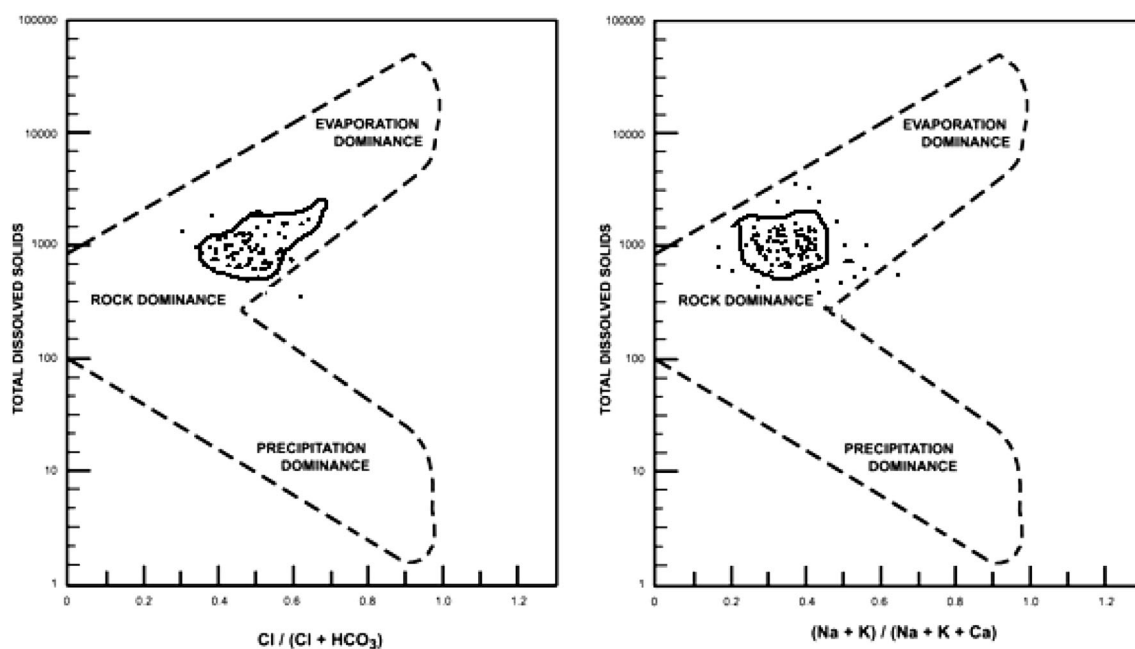 100000
10000
1000
100
10
1
TOTAL DISSOLVED SOLIDS
EVAPORATION
DOMINANCE
ROCK DOMINANCE
PRECIPITATION
DOMINANCE
0 0.2 0.4 0.6 0.8 1.0 1.2
Cl / (Cl + HCO₃)
100000
10000
1000
100
10
1
TOTAL DISSOLVED SOLIDS
EVAPORATION
DOMINANCE
ROCK DOMINANCE
PRECIPITATION
DOMINANCE
0 0.2 0.4 0.6 0.8 1.0 1.2
(Na + K) / (Na + K + Ca)